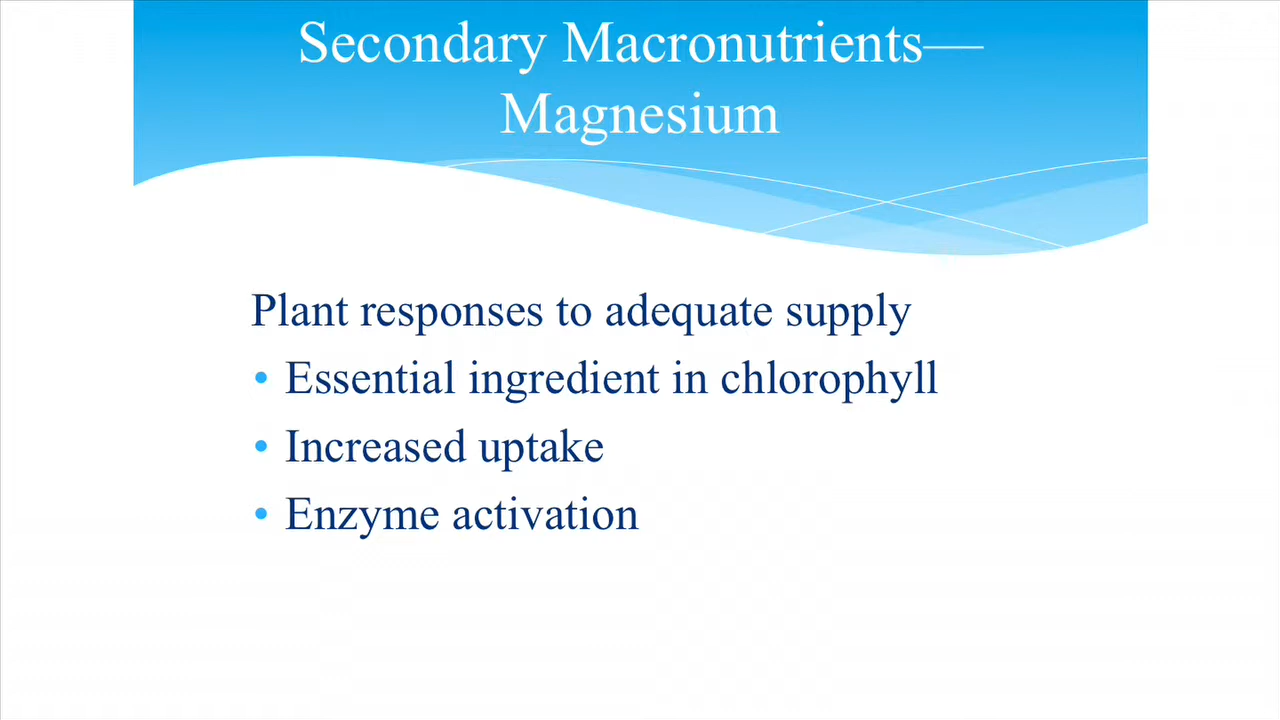 Secondary Macronutrients—
Magnesium
Plant responses to adequate supply
• Essential ingredient in chlorophyll
• Increased uptake
• Enzyme activation